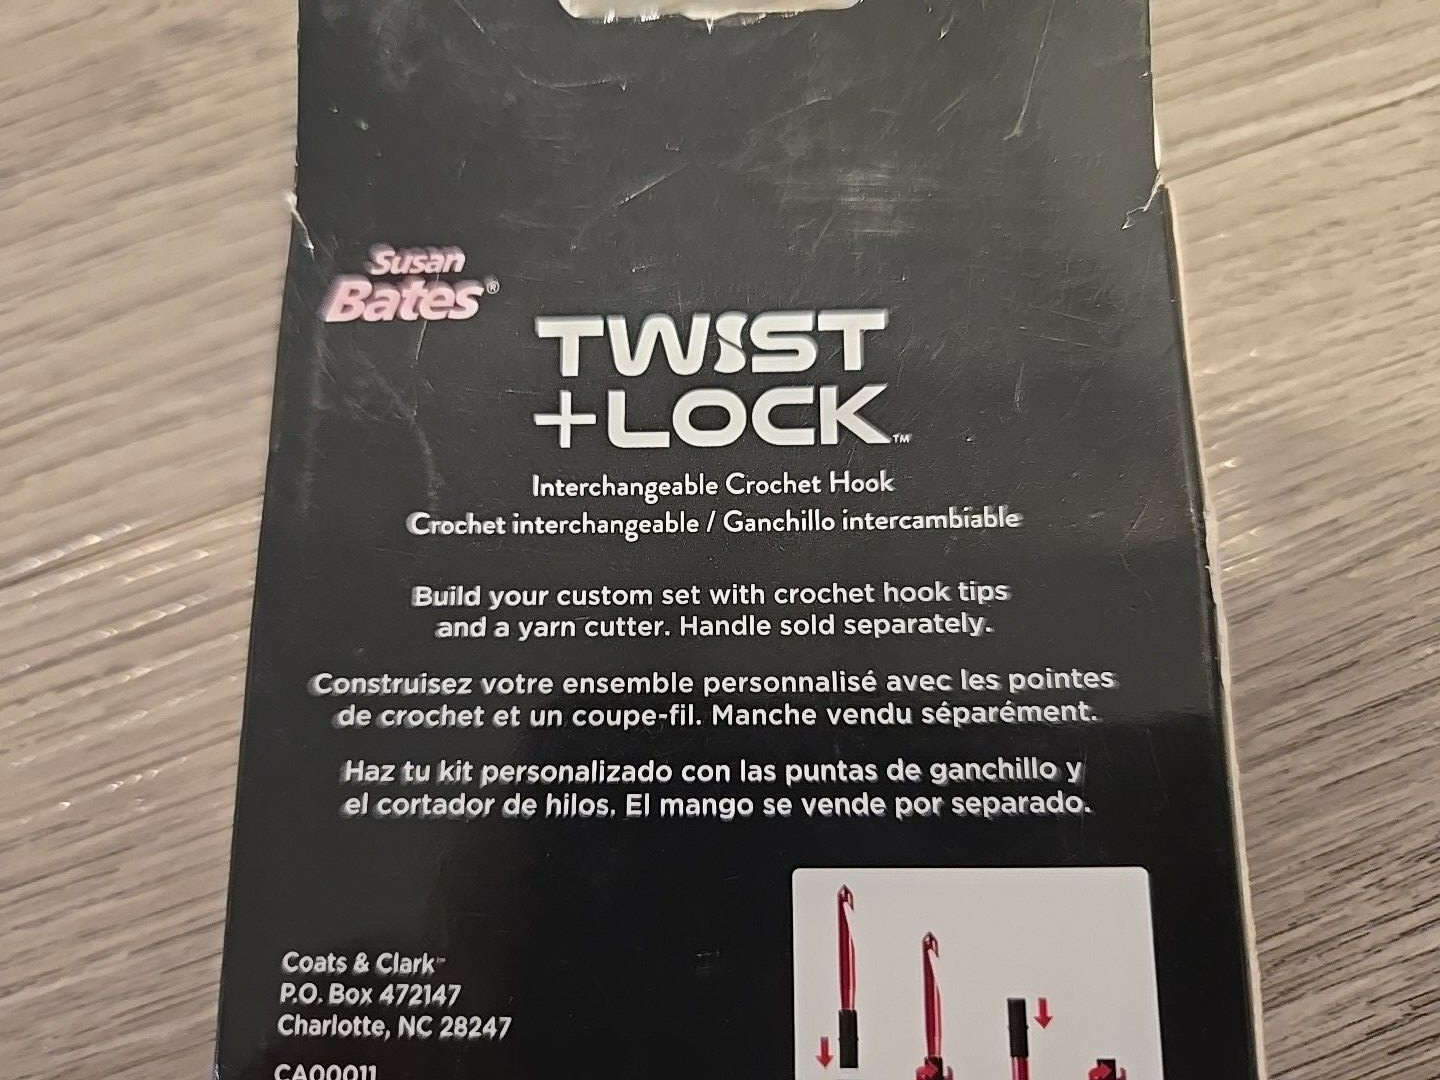 Susan
Bates®
TWIST
+LOCK™
Interchangeable Crochet Hook
Crochet interchangeable / Ganchillo intercambiable
Build your custom set with crochet hook tips
and a yarn cutter. Handle sold separately.
Construisez votre ensemble personnalisé avec les pointes
de crochet et un coupe-fil. Manche vendu séparément.
Haz tu kit personalizado con las puntas de ganchillo y
el cortador de hilos. El mango se vende por separado.
Coats & Clark™
P.O. Box 472147
Charlotte, NC 28247
CA00011